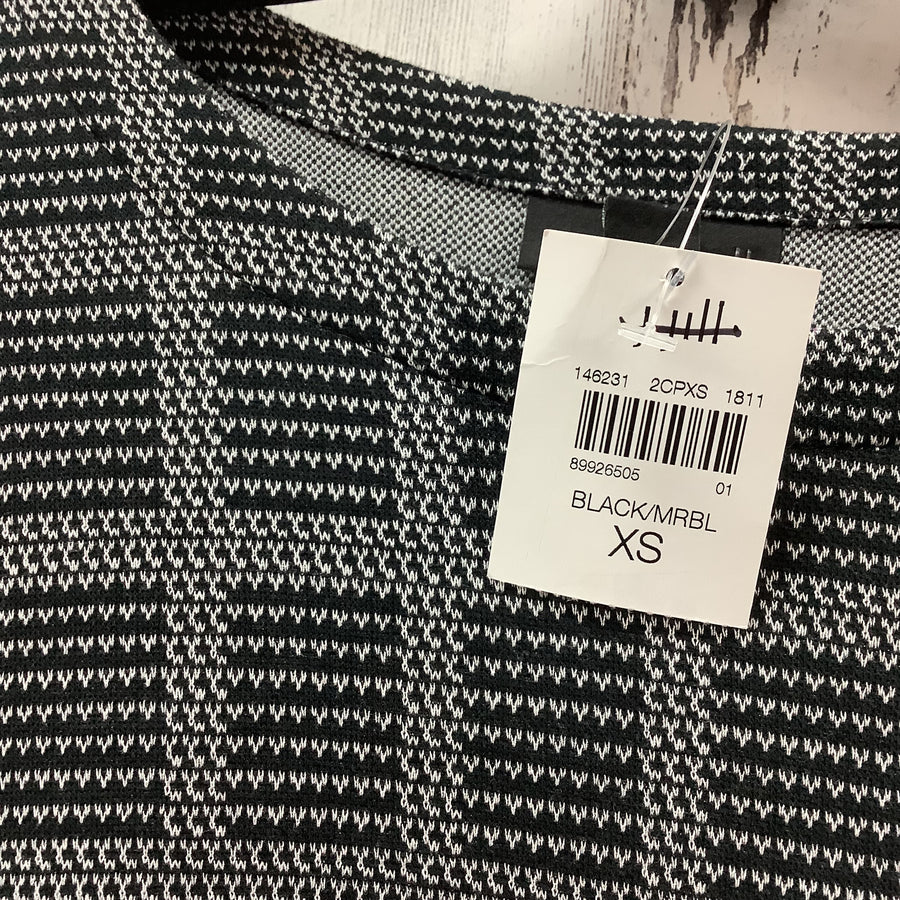 146231 2CPXS 1811
89926505 01
BLACK/MRBL
XS